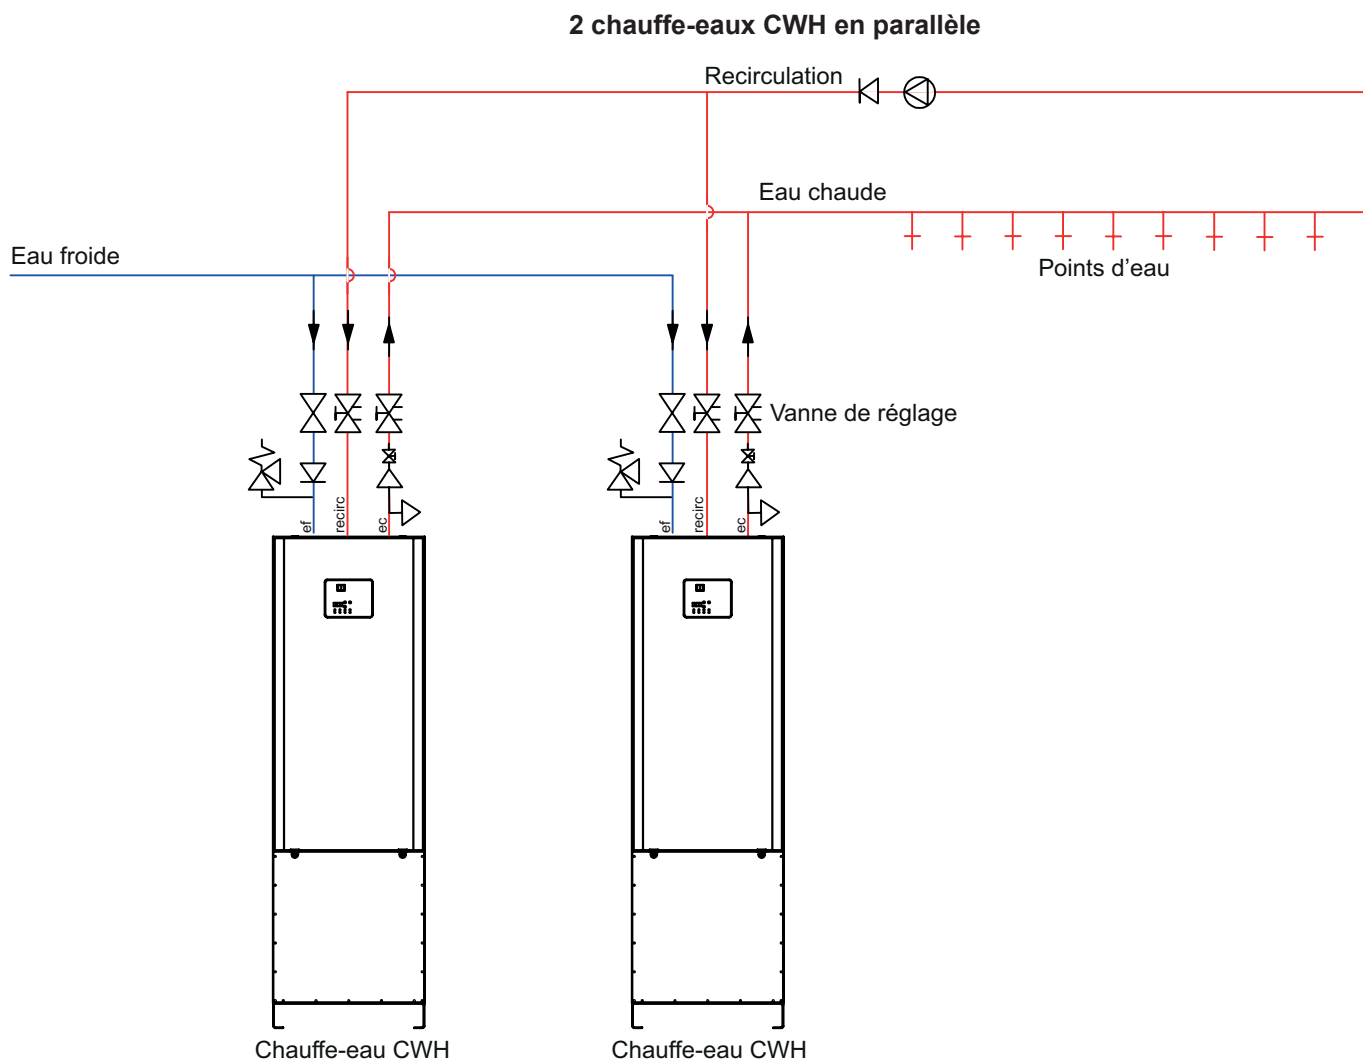 2 chauffe-eaux CWH en parallèle
Recirculation
Eau chaude
Eau froide
Points d’eau
Vanne de réglage
ef
recirc
ec
ef
recirc
ec
Chauffe-eau CWH
Chauffe-eau CWH